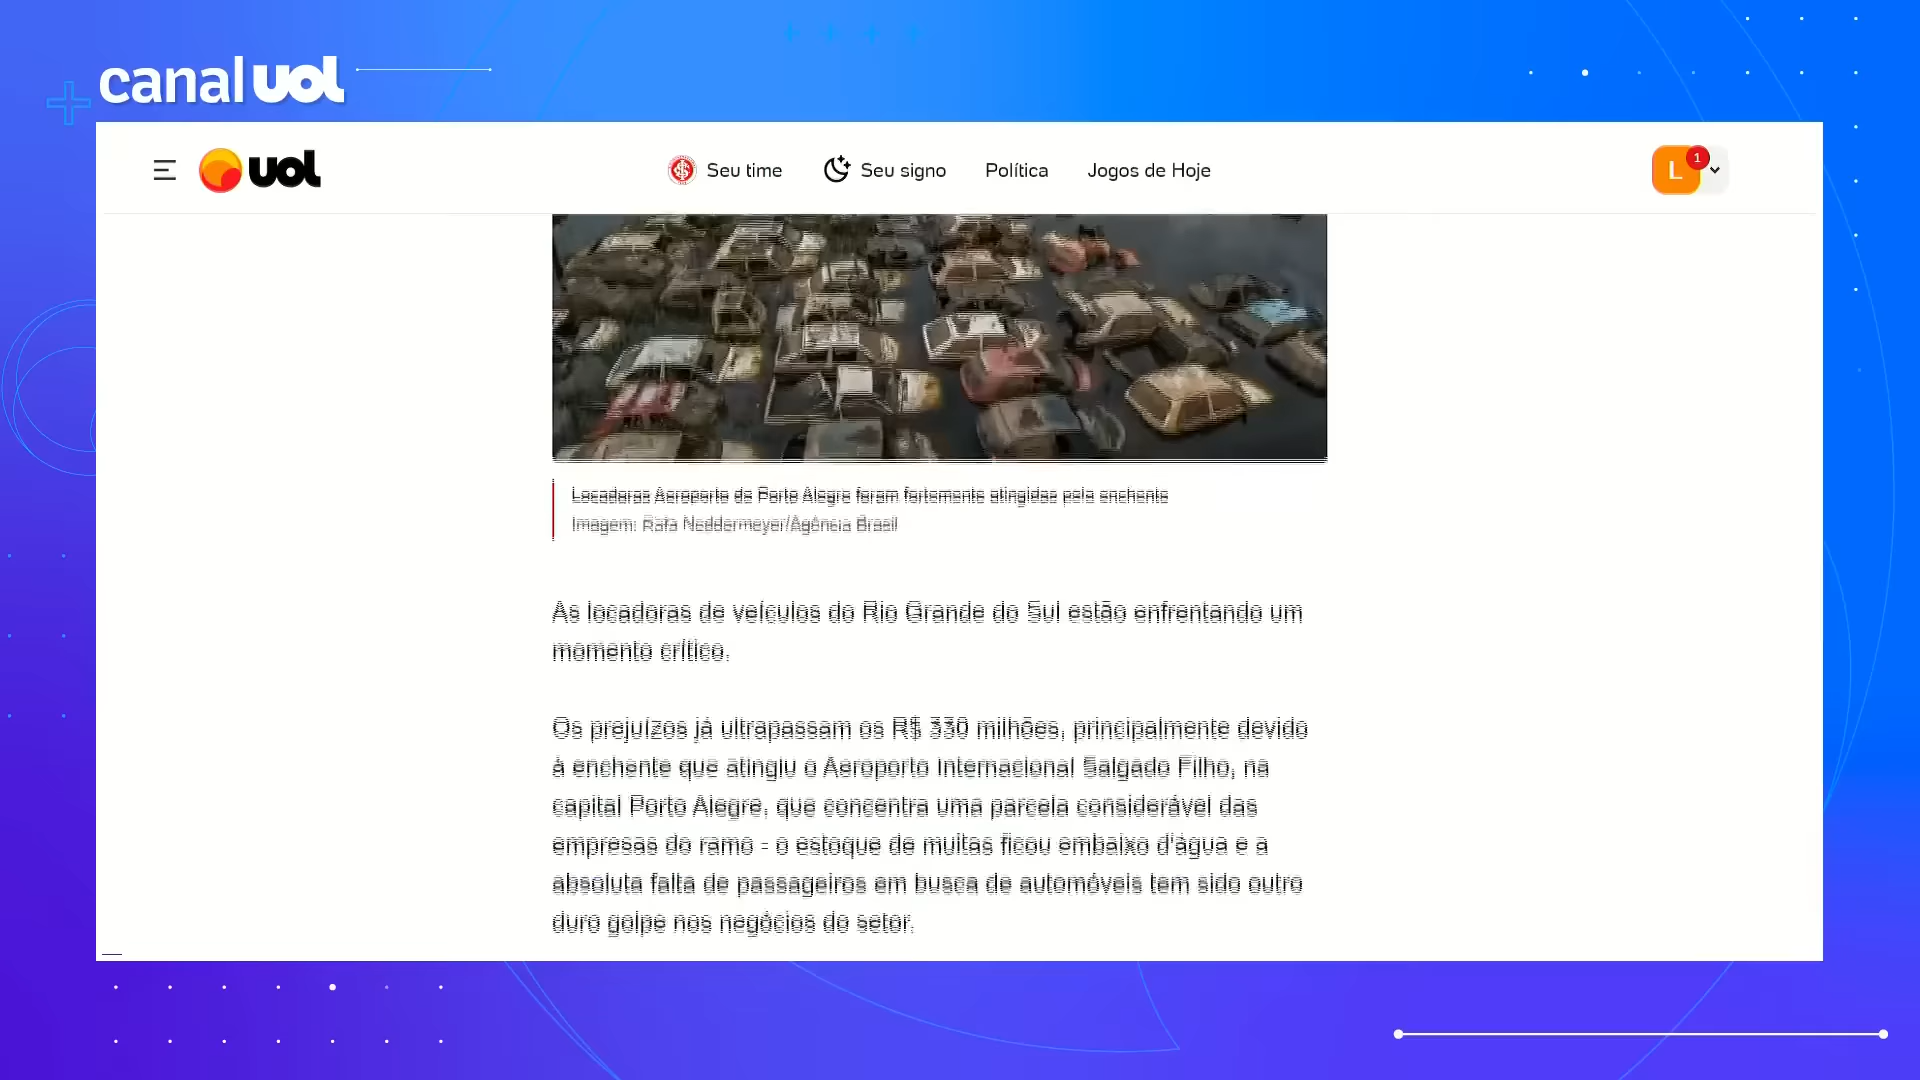 canal uol
uol
Seu time
Seu signo
Política
Jogos de Hoje
L
1
Locadoras Aeroporto de Porto Alegre foram fortemente atingidas pela enchente
Imagem: Rafa Neddermeyer/Agência Brasil
As locadoras de veículos do Rio Grande do Sul estão enfrentando um
momento crítico.
Os prejuízos já ultrapassam os R$ 330 milhões, principalmente devido
à enchente que atingiu o Aeroporto Internacional Salgado Filho, na
capital Porto Alegre, que concentra uma parcela considerável das
empresas do ramo - o estoque de muitas ficou embaixo d'água e a
absoluta falta de passageiros em busca de automóveis tem sido outro
duro golpe nos negócios do setor.